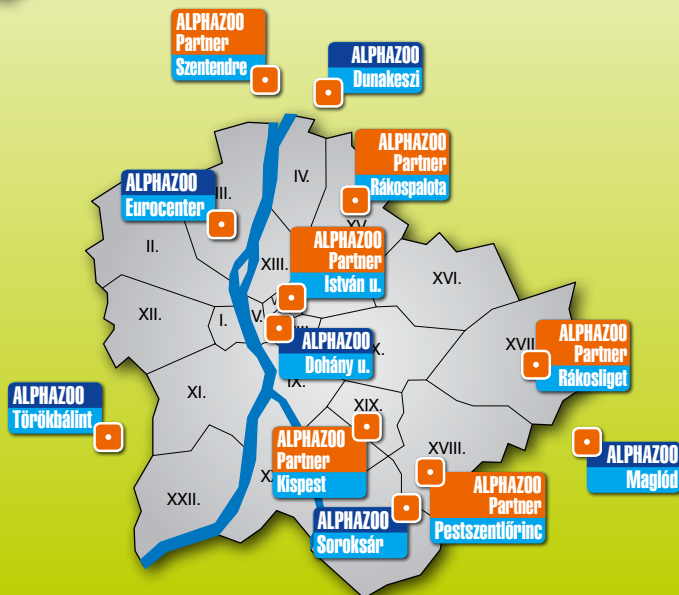 ALPHAZOO
Partner
Szentendre
ALPHAZOO
Dunakeszi
ALPHAZOO
Partner
Rákospalota
IV.
ALPHAZOO
Eurocenter
III.
XV.
II.
ALPHAZOO
Partner
István u.
XIII.
XVI.
XII.
I.
V.
ALPHAZOO
Dohány u.
ALPHAZOO
Partner
Rákosliget
XI.
IX.
ALPHAZOO
Törökbálint
XIX.
ALPHAZOO
Partner
Kispest
XVIII.
ALPHAZOO
Maglód
ALPHAZOO
Partner
Pestszentlőrinc
XXII.
ALPHAZOO
Soroksár